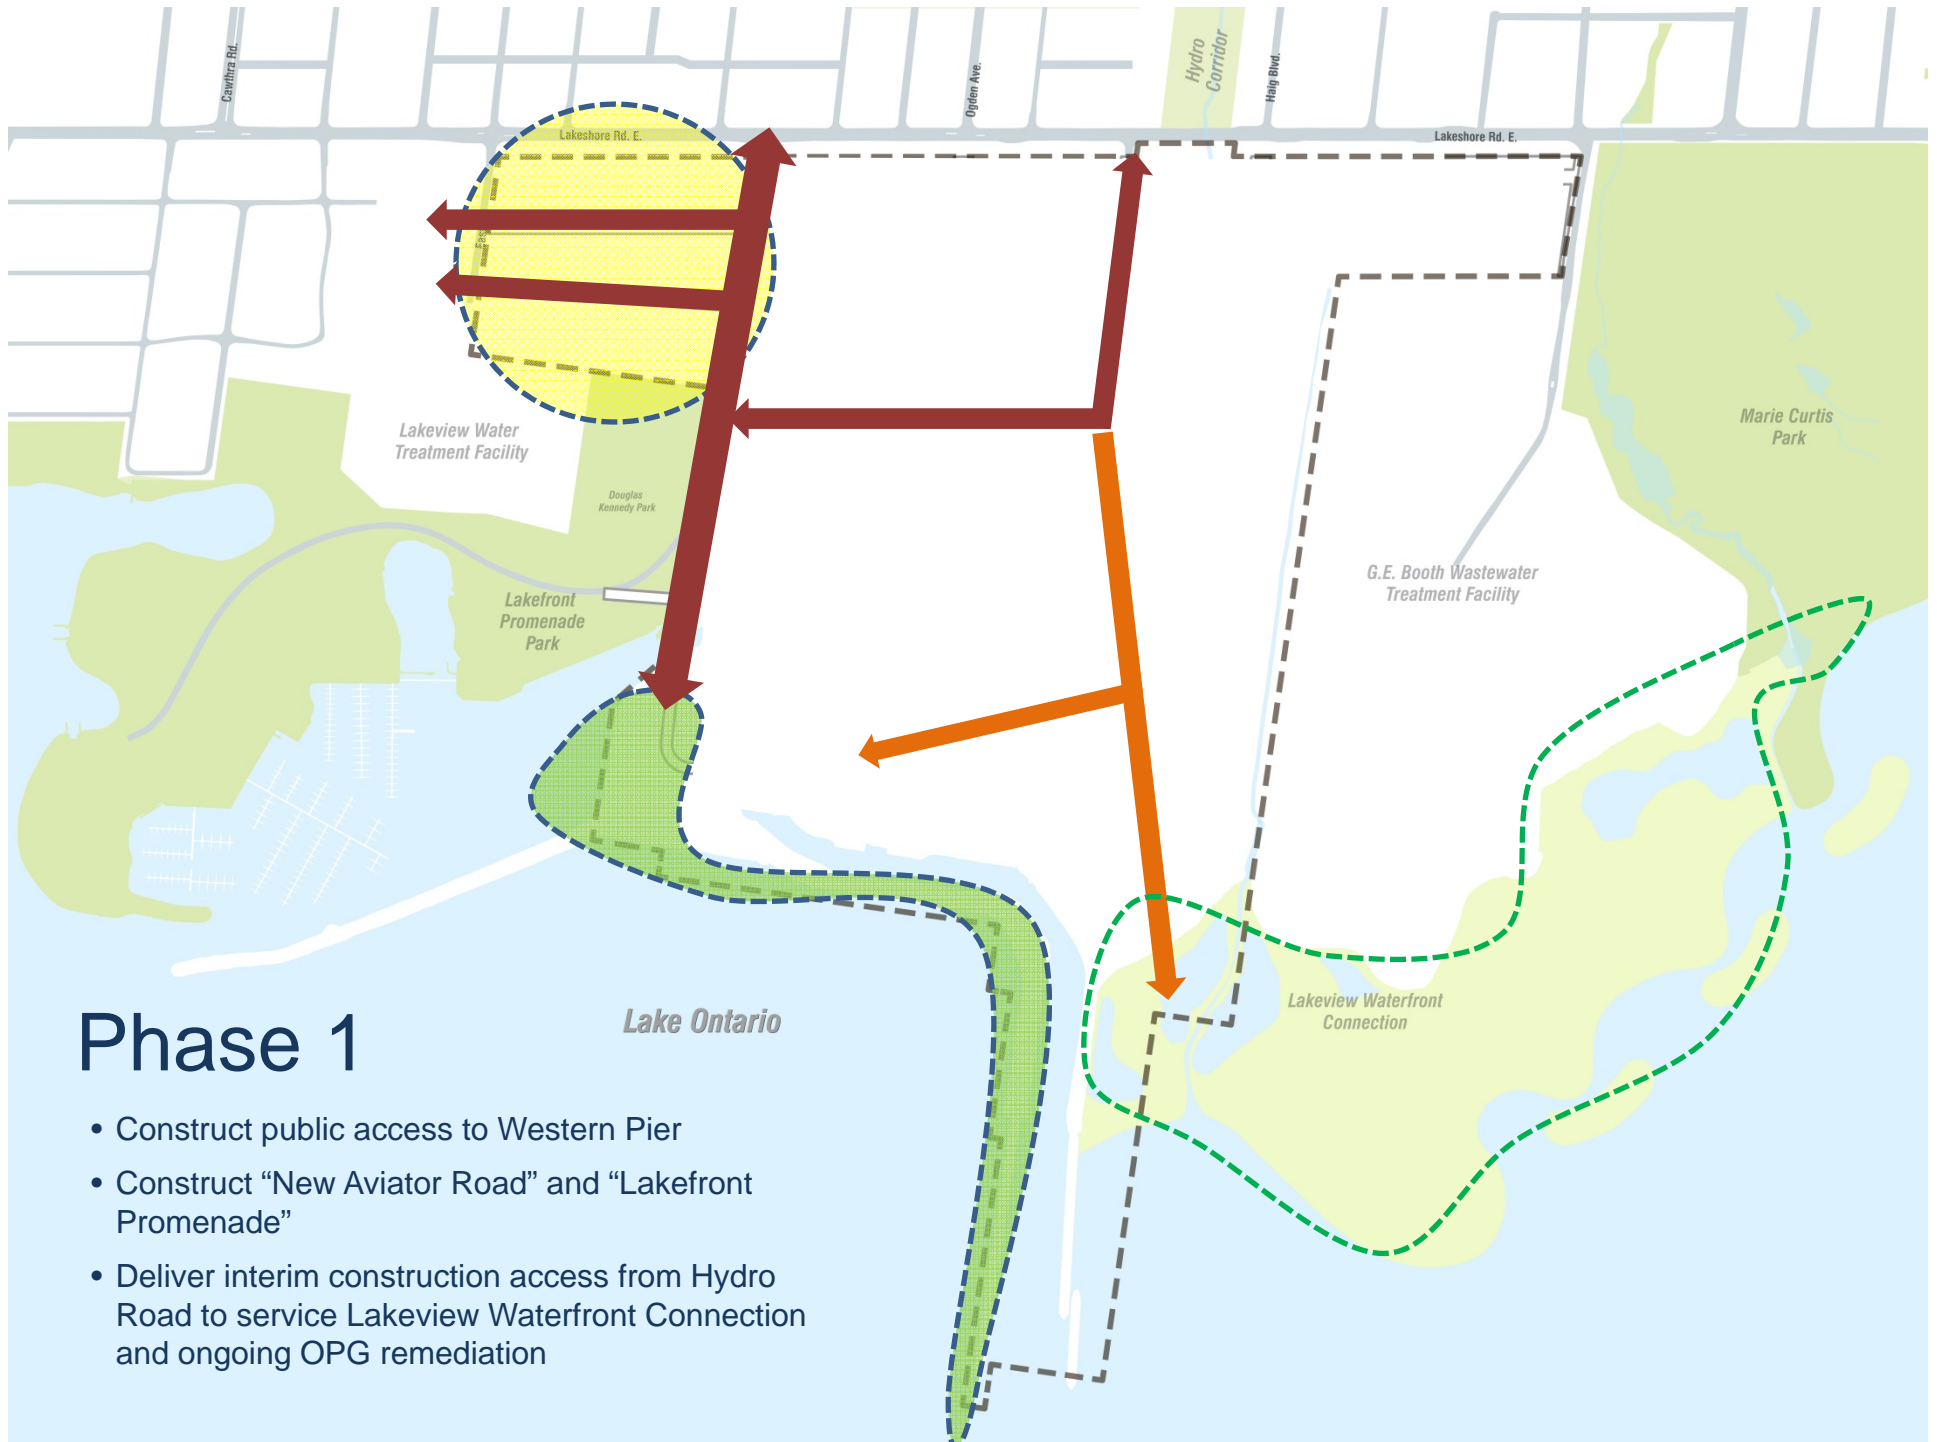 Cawthra Rd.
Ogden Ave.
Hydro
Corridor
Haig Blvd.
Lakeshore Rd. E.
Lakeshore Rd. E.
Lakeview Water
Treatment Facility
Douglas
Kennedy Park
Marie Curtis
Park
G.E. Booth Wastewater
Treatment Facility
Lakefront
Promenade
Park
Lakeview Waterfront
Connection
Lake Ontario
Phase 1
• Construct public access to Western Pier
• Construct “New Aviator Road” and “Lakefront
Promenade”
• Deliver interim construction access from Hydro
Road to service Lakeview Waterfront Connection
and ongoing OPG remediation